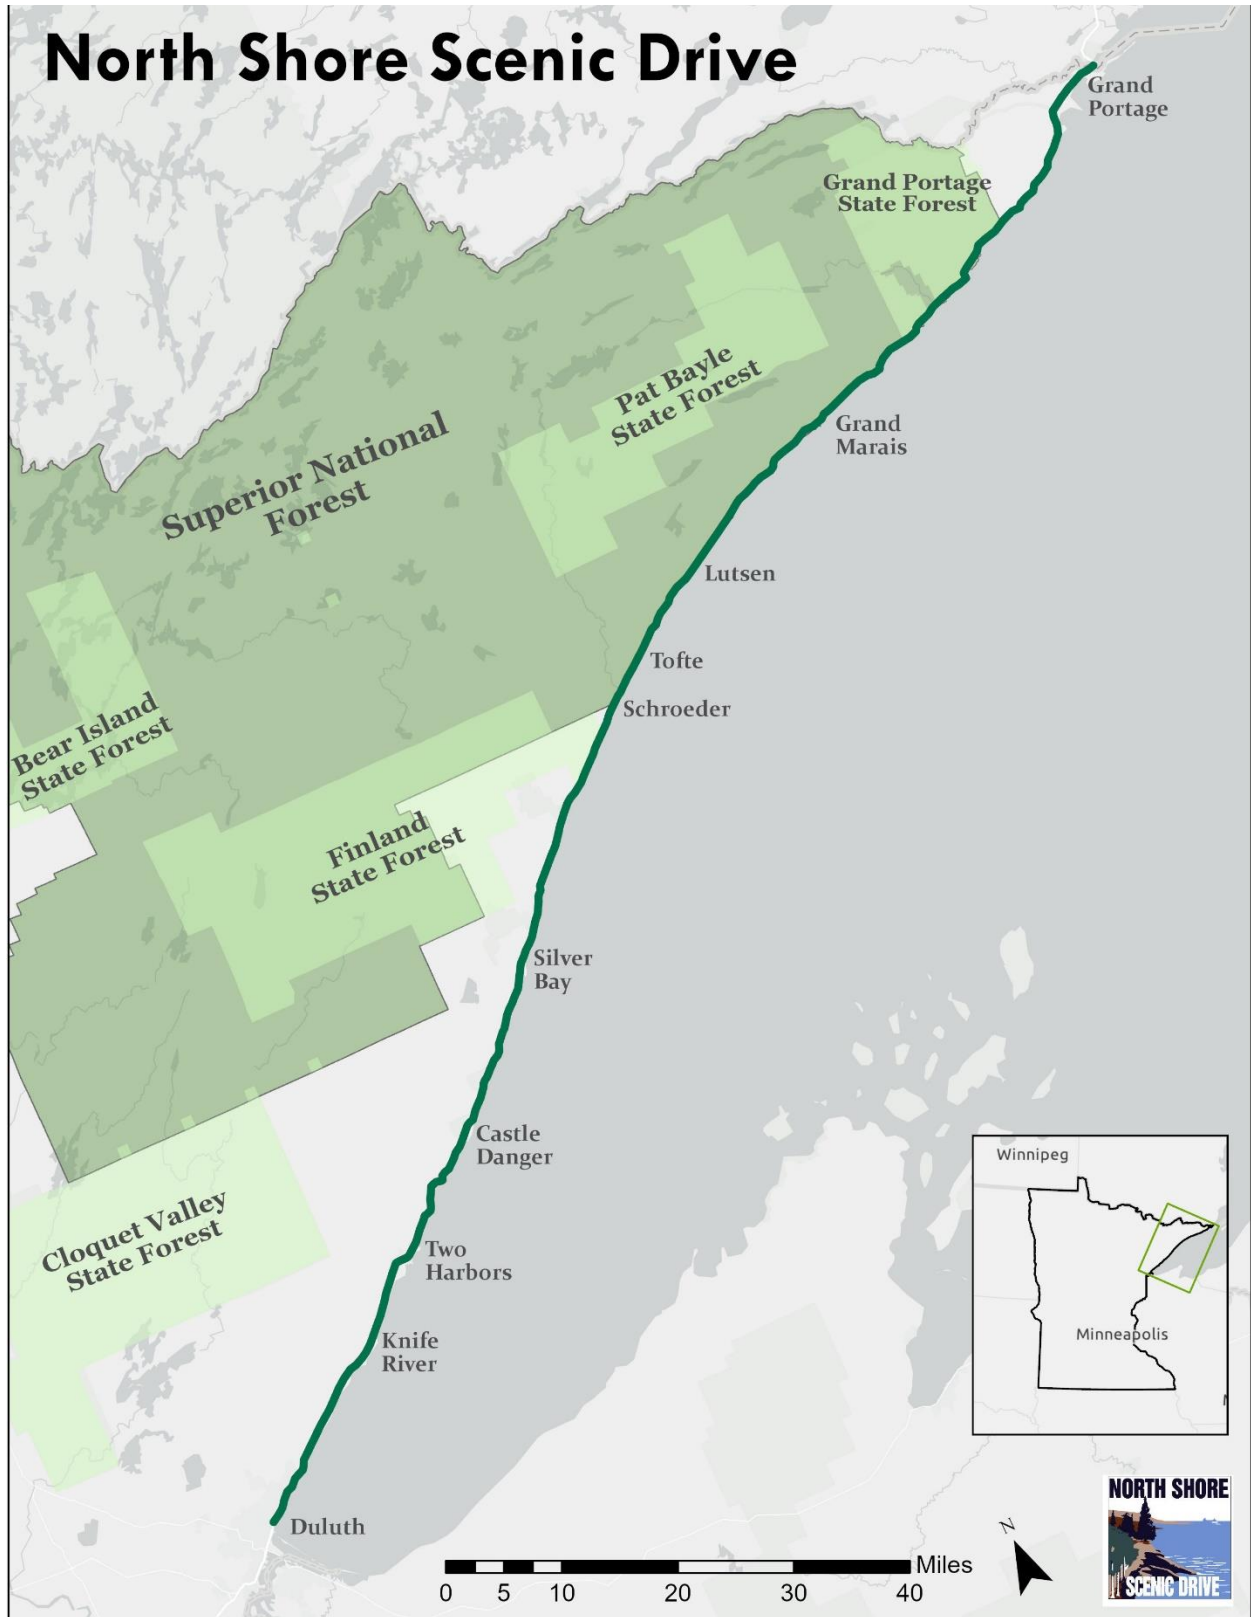 North Shore Scenic Drive
Grand
Portage
Grand Portage
State Forest
Pat Bayle
State Forest
Grand
Marais
Superior National
Forest
Lutsen
Tofte
Schroeder
Bear Island
State Forest
Finland
State Forest
Silver
Bay
Castle
Danger
Cloquet Valley
State Forest
Two
Harbors
Knife
River
Duluth
Winnipeg
Minneapolis
N
NORTH SHORE
SCENIC DRIVE
Miles
0 5 10 20 30 40